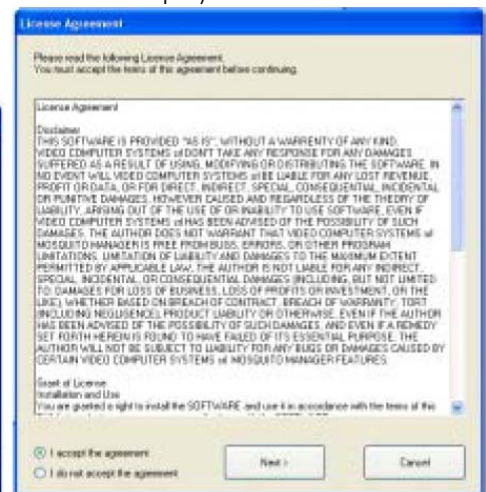 License Agreement
Please read the following License Agreement.
You must accept the terms of this agreement before continuing.
License Agreement
Disclaimer
THIS SOFTWARE IS PROVIDED "AS IS", WITHOUT A WARRENTY OF ANY KIND.
VIDEO COMPUTER SYSTEMS srl DON'T TAKE ANY RESPONSE FOR ANY DAMAGES
SUFFERED AS A RESULT OF USING, MODIFYING OR DISTRIBUTING THE SOFTWARE. IN
NO EVENT WILL VIDEO COMPUTER SYSTEMS srl BE LIABLE FOR ANY LOST REVENUE,
PROFIT OR DATA, OR FOR DIRECT, INDIRECT, SPECIAL, CONSEQUENTIAL, INCIDENTAL
OR PUNITIVE DAMAGES, HOWEVER CAUSED AND REGARDLESS OF THE THEORY OF
LIABILITY, ARISING OUT OF THE USE OF OR INABILITY TO USE SOFTWARE, EVEN IF
VIDEO COMPUTER SYSTEMS srl HAS BEEN ADVISED OF THE POSSIBILITY OF SUCH
DAMAGES. THE AUTHOR DOES NOT WARRANT THAT VIDEO COMPUTER SYSTEMS srl
MOSQUITO MANAGER IS FREE FROM BUGS, ERRORS, OR OTHER PROGRAM
LIMITATIONS. LIMITATION OF LIABILITY AND DAMAGES TO THE MAXIMUM EXTENT
PERMITTED BY APPLICABLE LAW, THE AUTHOR IS NOT LIABLE FOR ANY INDIRECT,
SPECIAL, INCIDENTAL, OR CONSEQUENTIAL DAMAGES (INCLUDING, BUT NOT LIMITED
TO: DAMAGES FOR LOSS OF BUSINESS, LOSS OF PROFITS OR INVESTMENT, OR THE
LIKE), WHETHER BASED ON BREACH OF CONTRACT, BREACH OF WARRANTY, TORT
(INCLUDING NEGLIGENCE), PRODUCT LIABILITY OR OTHERWISE, EVEN IF THE AUTHOR
HAS BEEN ADVISED OF THE POSSIBILITY OF SUCH DAMAGES, AND EVEN IF A REMEDY
SET FORTH HEREIN IS FOUND TO HAVE FAILED OF ITS ESSENTIAL PURPOSE. THE
AUTHOR WILL NOT BE SUBJECT TO LIABILITY FOR ANY BUGS OR DAMAGES CAUSED BY
CERTAIN VIDEO COMPUTER SYSTEMS srl MOSQUITO MANAGER FEATURES.
Grant of License
Installation and Use
You are granted a right to install the SOFTWARE and use it in accordance with the terms of this
I accept the agreement
I do not accept the agreement
Next >
Cancel